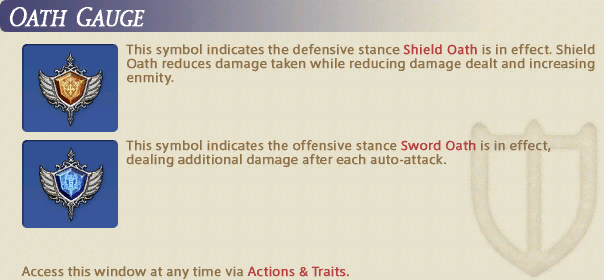 OATH GAUGE
This symbol indicates the defensive stance Shield Oath is in effect. Shield
Oath reduces damage taken while reducing damage dealt and increasing
enmity.
This symbol indicates the offensive stance Sword Oath is in effect,
dealing additional damage after each auto-attack.
Access this window at any time via Actions & Traits.